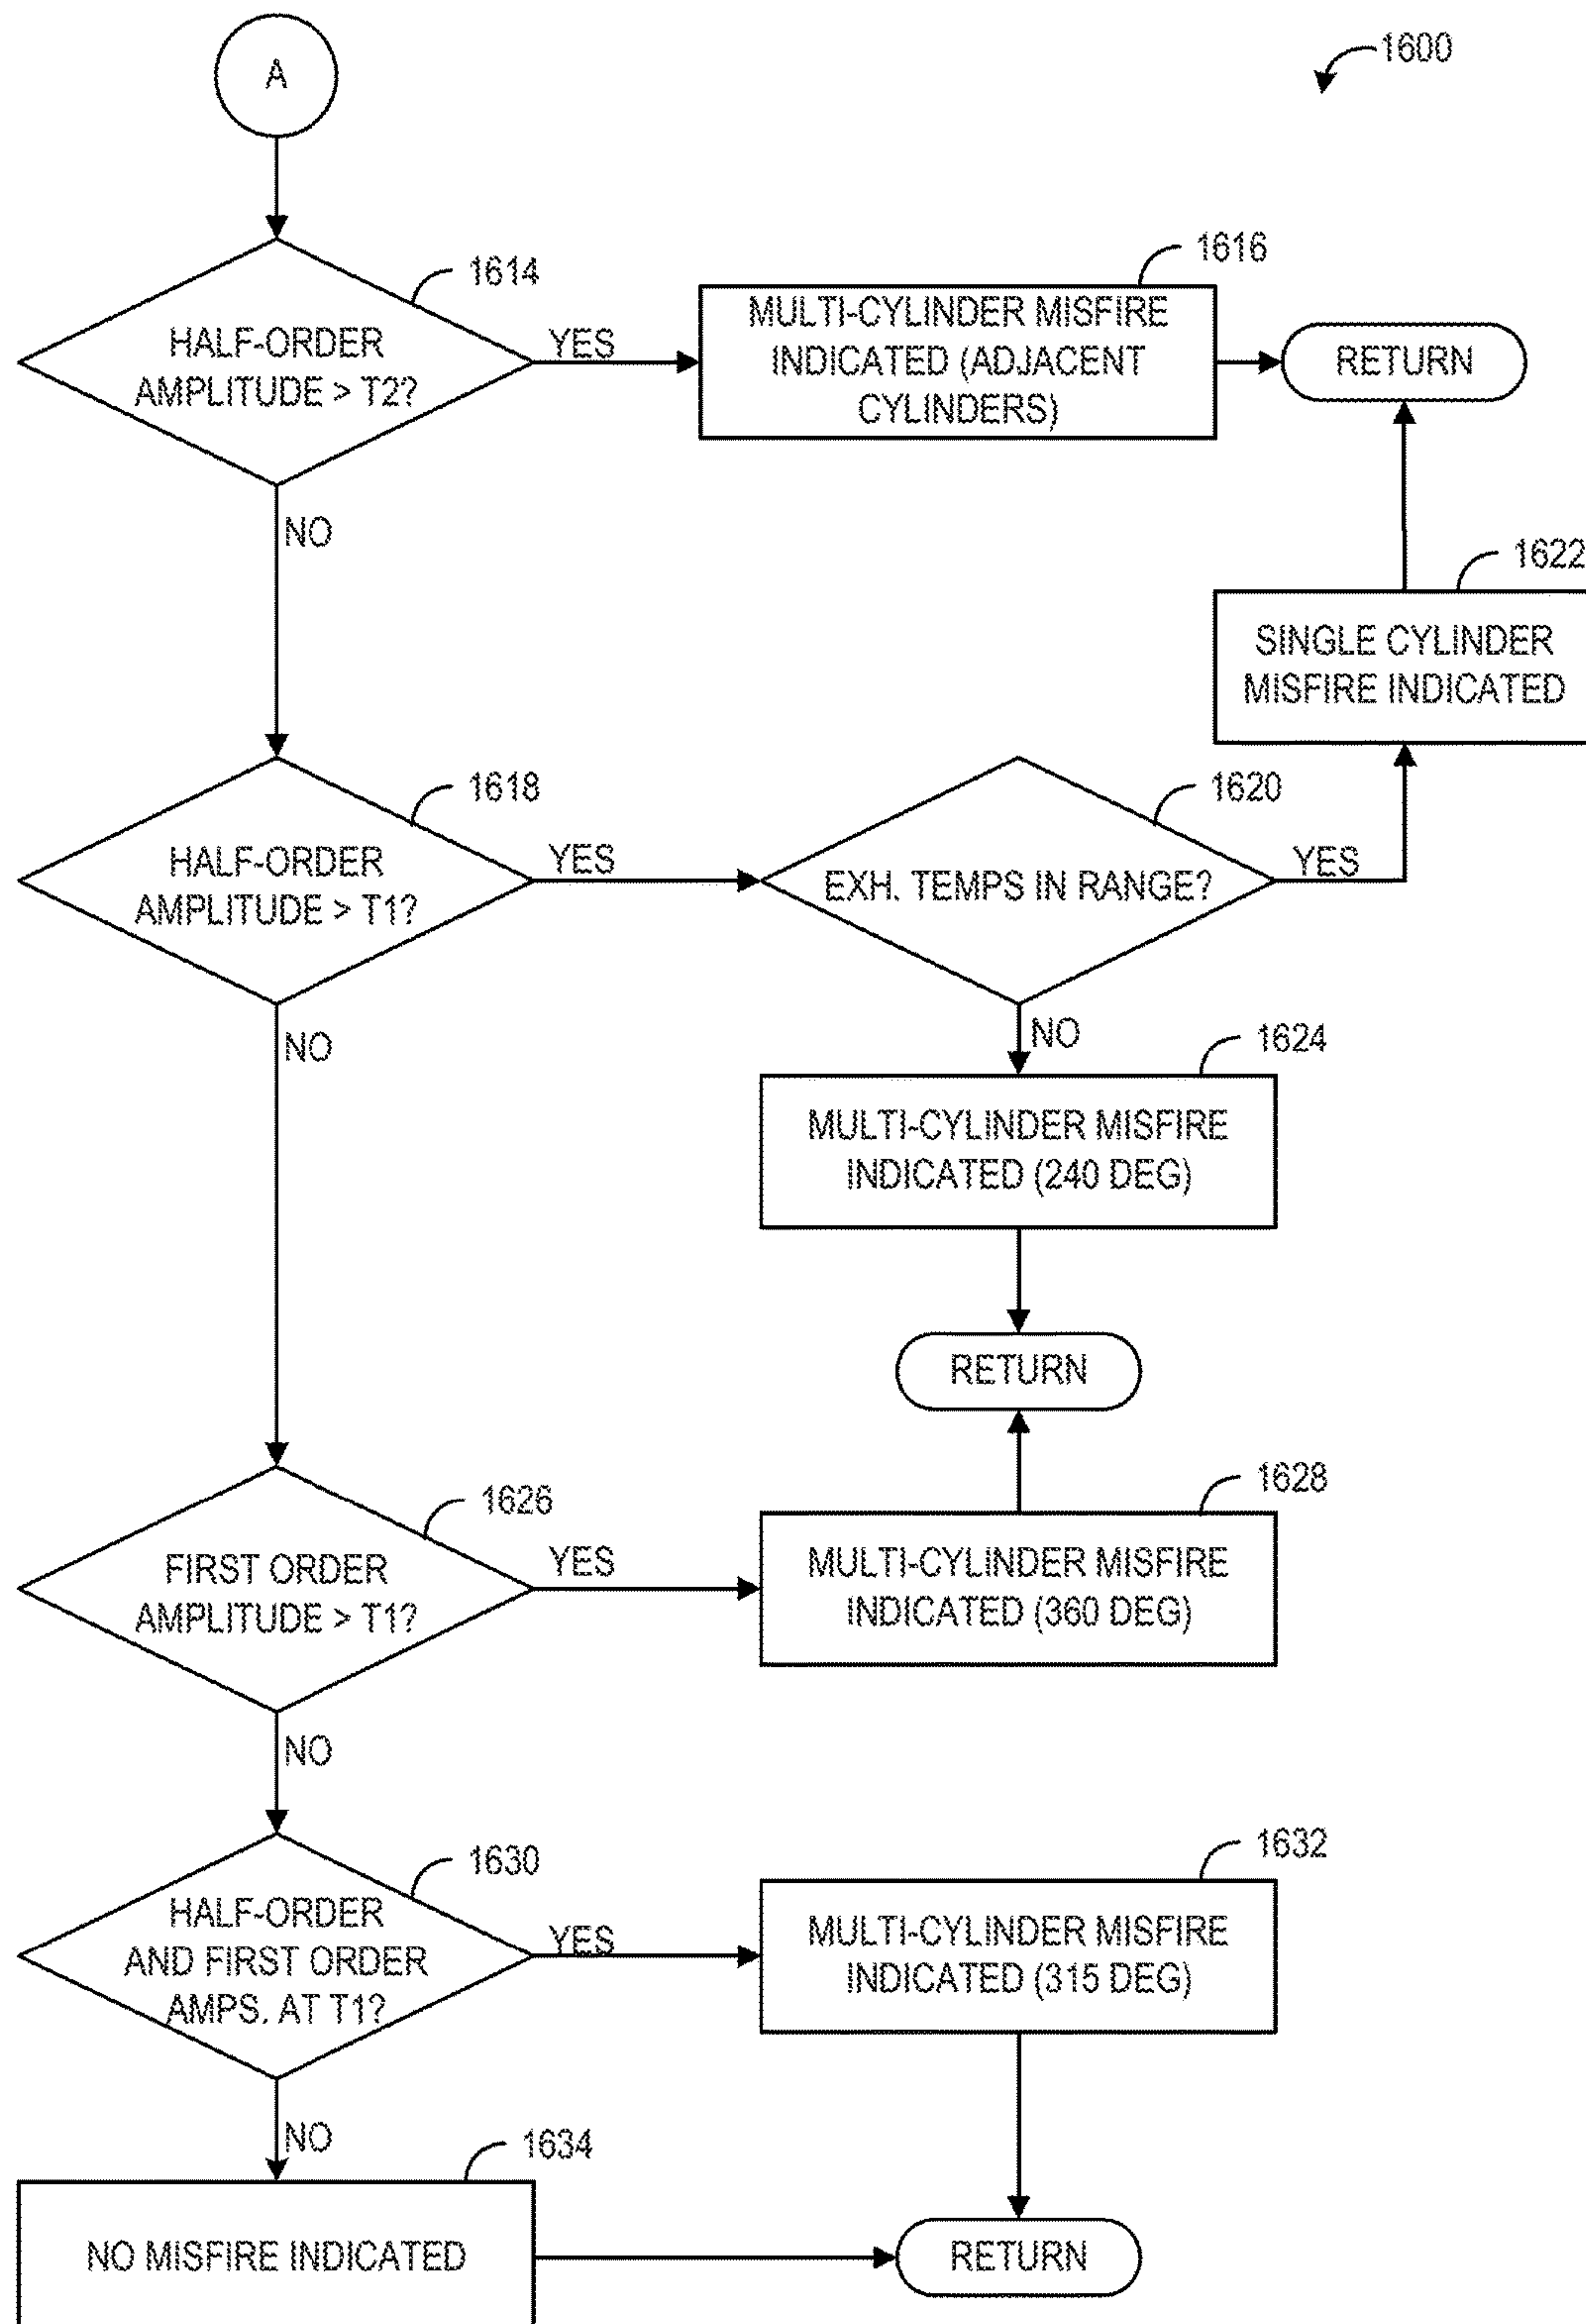 A
1600
1614
HALF-ORDER
AMPLITUDE > T2?
YES
1616
MULTI-CYLINDER MISFIRE
INDICATED (ADJACENT
CYLINDERS)
RETURN
NO
1622
SINGLE CYLINDER
MISFIRE INDICATED
1618
HALF-ORDER
AMPLITUDE > T1?
YES
1620
EXH. TEMPS IN RANGE?
YES
NO
NO
1624
MULTI-CYLINDER MISFIRE
INDICATED (240 DEG)
RETURN
1626
FIRST ORDER
AMPLITUDE > T1?
YES
1628
MULTI-CYLINDER MISFIRE
INDICATED (360 DEG)
NO
1630
HALF-ORDER
AND FIRST ORDER
AMPS. AT T1?
YES
1632
MULTI-CYLINDER MISFIRE
INDICATED (315 DEG)
NO
1634
NO MISFIRE INDICATED
RETURN